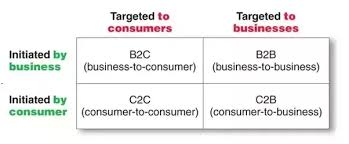 Targeted to
consumers
Targeted to
businesses
Initiated by
business
B2C
(business-to-consumer)
B2B
(business-to-business)
Initiated by
consumer
C2C
(consumer-to-consumer)
C2B
(consumer-to-business)